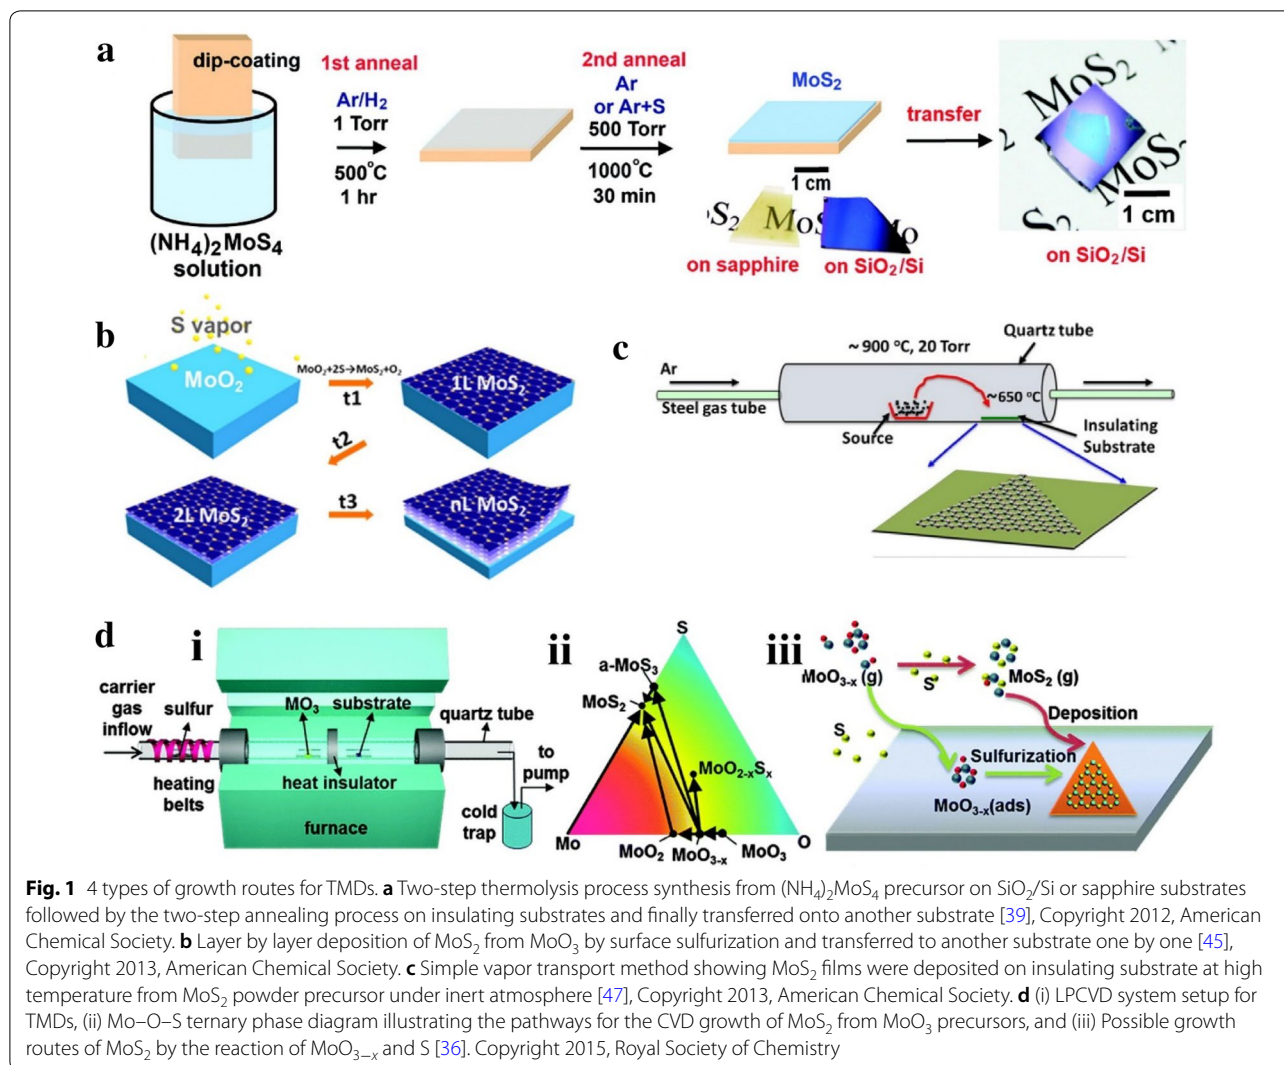 a
dip-coating
(NH₄)₂MoS₄
solution
1st anneal
Ar/H₂
1 Torr
500°C
1 hr
2nd anneal
Ar
or Ar+S
500 Torr
1000°C
30 min
MoS₂
1 cm
S₂ MoS
Mo
on sapphire
on SiO₂/Si
transfer
MoS₂
MoS₂
1 cm
on SiO₂/Si
b
S vapor
MoO₂
MoO₂+2S→MoS₂+O₂
t1
1L MoS₂
t2
2L MoS₂
t3
nL MoS₂
c
~ 900 °C, 20 Torr
Quartz tube
Ar
Steel gas tube
~650 °C
Source
Insulating
Substrate
d
i
carrier
gas
inflow
sulfur
MO₃
substrate
quartz tube
to
pump
heating
belts
heat insulator
furnace
cold
trap
ii
S
a-MoS₃
MoS₂
MoO₂₋ₓSₓ
Mo
MoO₂
MoO₃₋ₓ
MoO₃
O
iii
MoO₃₋ₓ (g)
S
MoS₂ (g)
Deposition
S
Sulfurization
MoO₃₋ₓ(ads)
Fig. 1 4 types of growth routes for TMDs. a Two-step thermolysis process synthesis from (NH₄)₂MoS₄ precursor on SiO₂/Si or sapphire substrates
followed by the two-step annealing process on insulating substrates and finally transferred onto another substrate [39], Copyright 2012, American
Chemical Society. b Layer by layer deposition of MoS₂ from MoO₃ by surface sulfurization and transferred to another substrate one by one [45],
Copyright 2013, American Chemical Society. c Simple vapor transport method showing MoS₂ films were deposited on insulating substrate at high
temperature from MoS₂ powder precursor under inert atmosphere [47], Copyright 2013, American Chemical Society. d (i) LPCVD system setup for
TMDs, (ii) Mo–O–S ternary phase diagram illustrating the pathways for the CVD growth of MoS₂ from MoO₃ precursors, and (iii) Possible growth
routes of MoS₂ by the reaction of MoO₃₋ₓ and S [36]. Copyright 2015, Royal Society of Chemistry